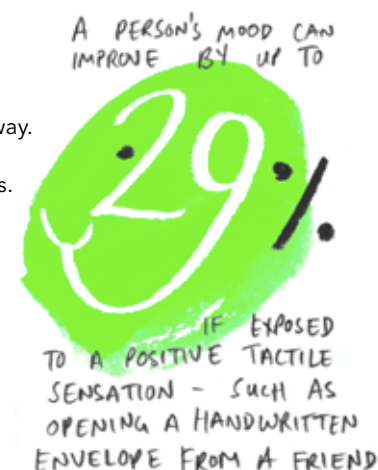 A PERSON'S MOOD CAN
IMPROVE BY UP TO
way.
s.
29%
IF EXPOSED
TO A POSITIVE TACTILE
SENSATION - SUCH AS
OPENING A HANDWRITTEN
ENVELOPE FROM A FRIEND